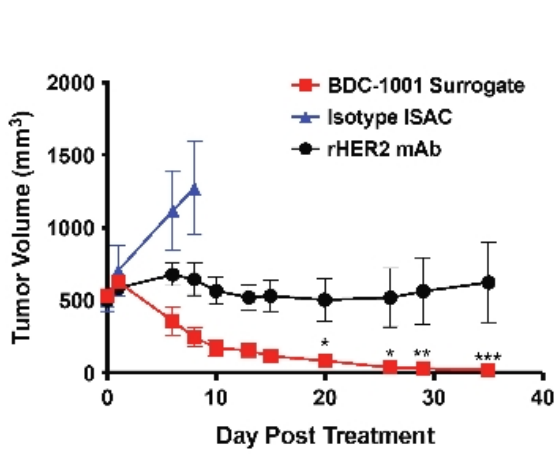 2000
BDC-1001 Surrogate
Isotype ISAC
1500
rHER2 mAb
Tumor Volume (mm³)
1000
500
*
* ** ***
0
0 10 20 30 40
Day Post Treatment